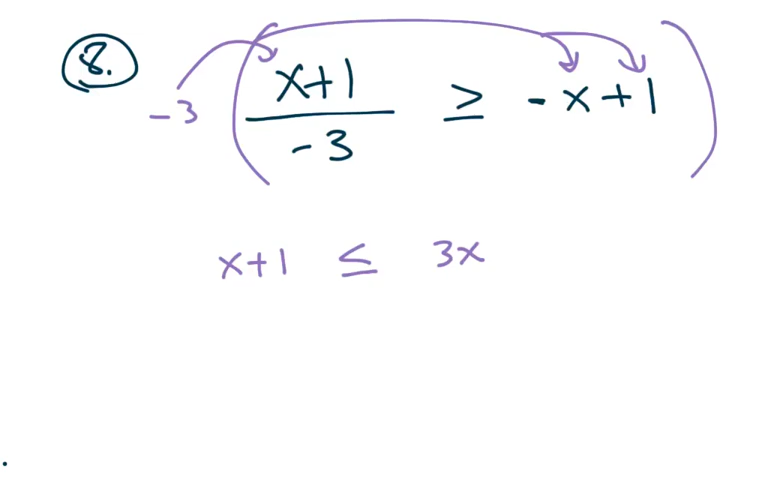 8.
-3 ( x+1 / -3 ≥ -x+1 )
x+1 ≤ 3x